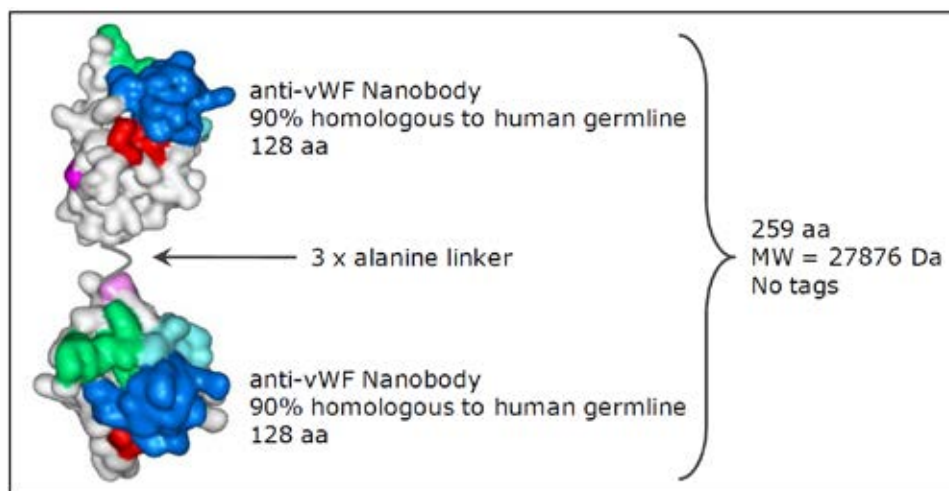 anti-vWF Nanobody
90% homologous to human germline
128 aa
3 x alanine linker
259 aa
MW = 27876 Da
No tags
anti-vWF Nanobody
90% homologous to human germline
128 aa